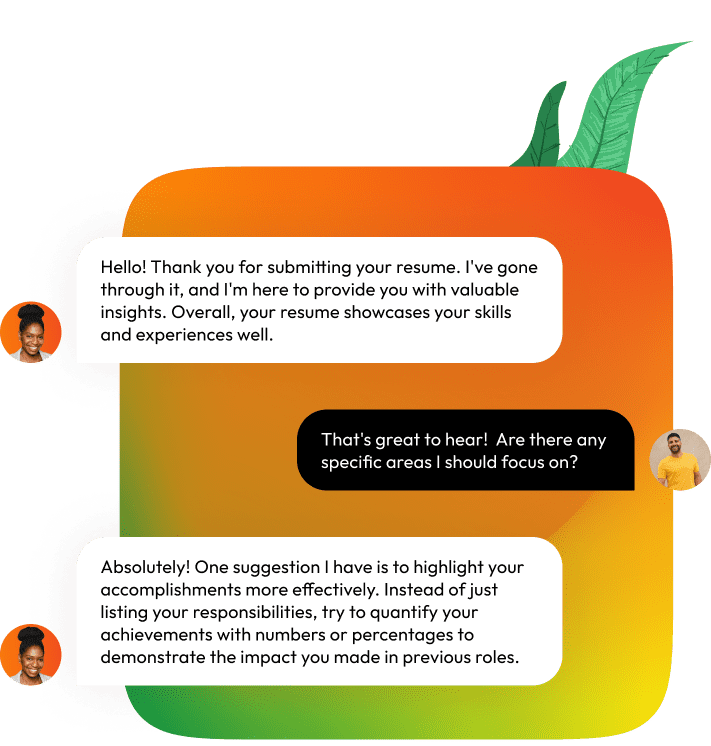 Hello! Thank you for submitting your resume. I've gone
through it, and I'm here to provide you with valuable
insights. Overall, your resume showcases your skills
and experiences well.
That's great to hear!  Are there any
specific areas I should focus on?
Absolutely! One suggestion I have is to highlight your
accomplishments more effectively. Instead of just
listing your responsibilities, try to quantify your
achievements with numbers or percentages to
demonstrate the impact you made in previous roles.